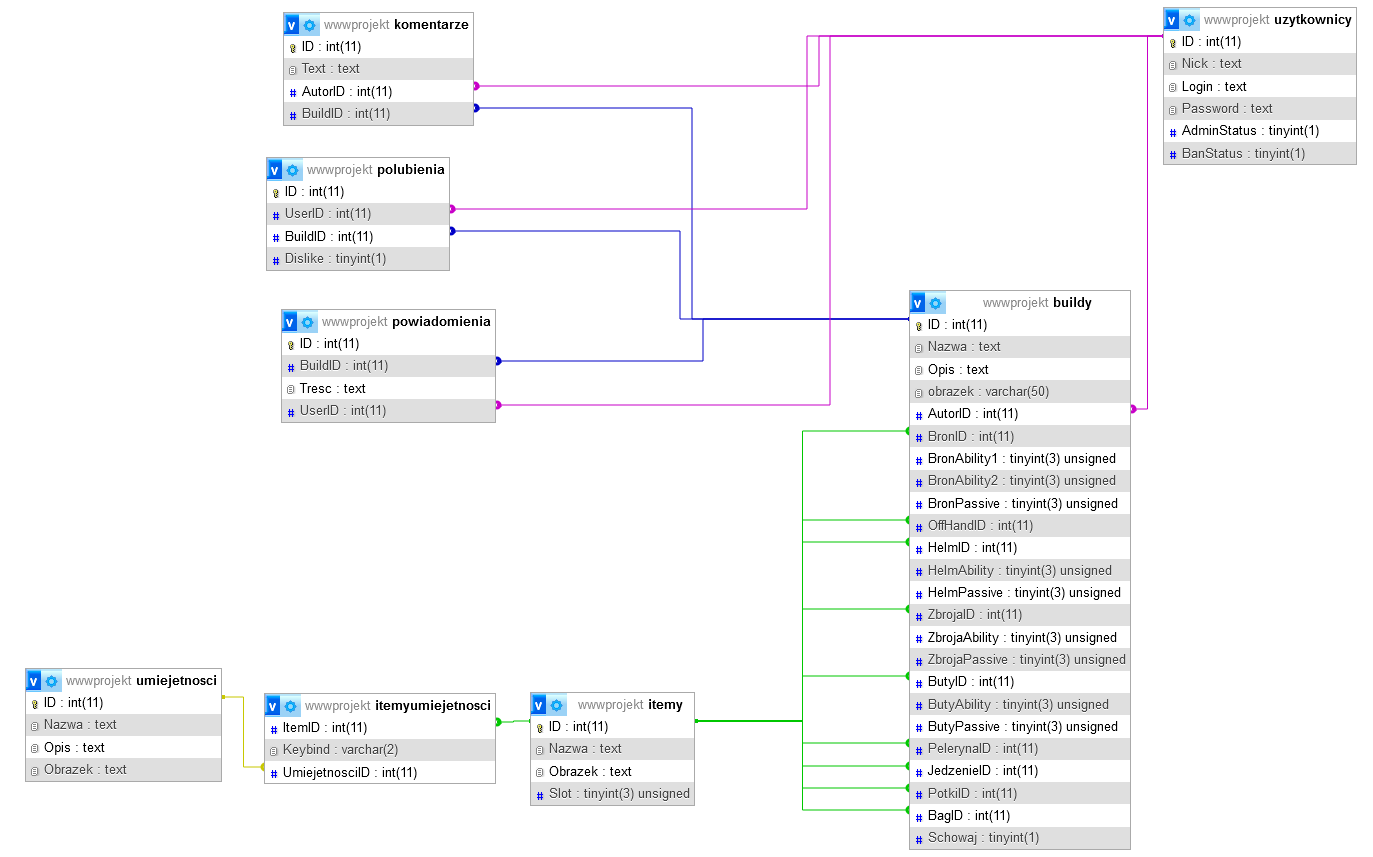 v wwwprojekt komentarze
ID : int(11)
Text : text
# AutorID : int(11)
# BuildID : int(11)
v wwwprojekt uzytkownicy
ID : int(11)
Nick : text
Login : text
Password : text
# AdminStatus : tinyint(1)
# BanStatus : tinyint(1)
v wwwprojekt polubienia
ID : int(11)
# UserID : int(11)
# BuildID : int(11)
# Dislike : tinyint(1)
v wwwprojekt powiadomienia
ID : int(11)
# BuildID : int(11)
Tresc : text
# UserID : int(11)
v wwwprojekt buildy
ID : int(11)
Nazwa : text
Opis : text
obrazek : varchar(50)
# AutorID : int(11)
# BronID : int(11)
# BronAbility1 : tinyint(3) unsigned
# BronAbility2 : tinyint(3) unsigned
# BronPassive : tinyint(3) unsigned
# OffHandID : int(11)
# HelmID : int(11)
# HelmAbility : tinyint(3) unsigned
# HelmPassive : tinyint(3) unsigned
# ZbrojaID : int(11)
# ZbrojaAbility : tinyint(3) unsigned
# ZbrojaPassive : tinyint(3) unsigned
# ButyID : int(11)
# ButyAbility : tinyint(3) unsigned
# ButyPassive : tinyint(3) unsigned
# PelerynaID : int(11)
# JedzenieID : int(11)
# PotkiID : int(11)
# BagID : int(11)
# Schowaj : tinyint(1)
v wwwprojekt umiejetnosci
ID : int(11)
Nazwa : text
Opis : text
Obrazek : text
v wwwprojekt itemyumiejetnosci
# ItemID : int(11)
Keybind : varchar(2)
# UmiejetnosciID : int(11)
v wwwprojekt itemy
ID : int(11)
Nazwa : text
Obrazek : text
# Slot : tinyint(3) unsigned